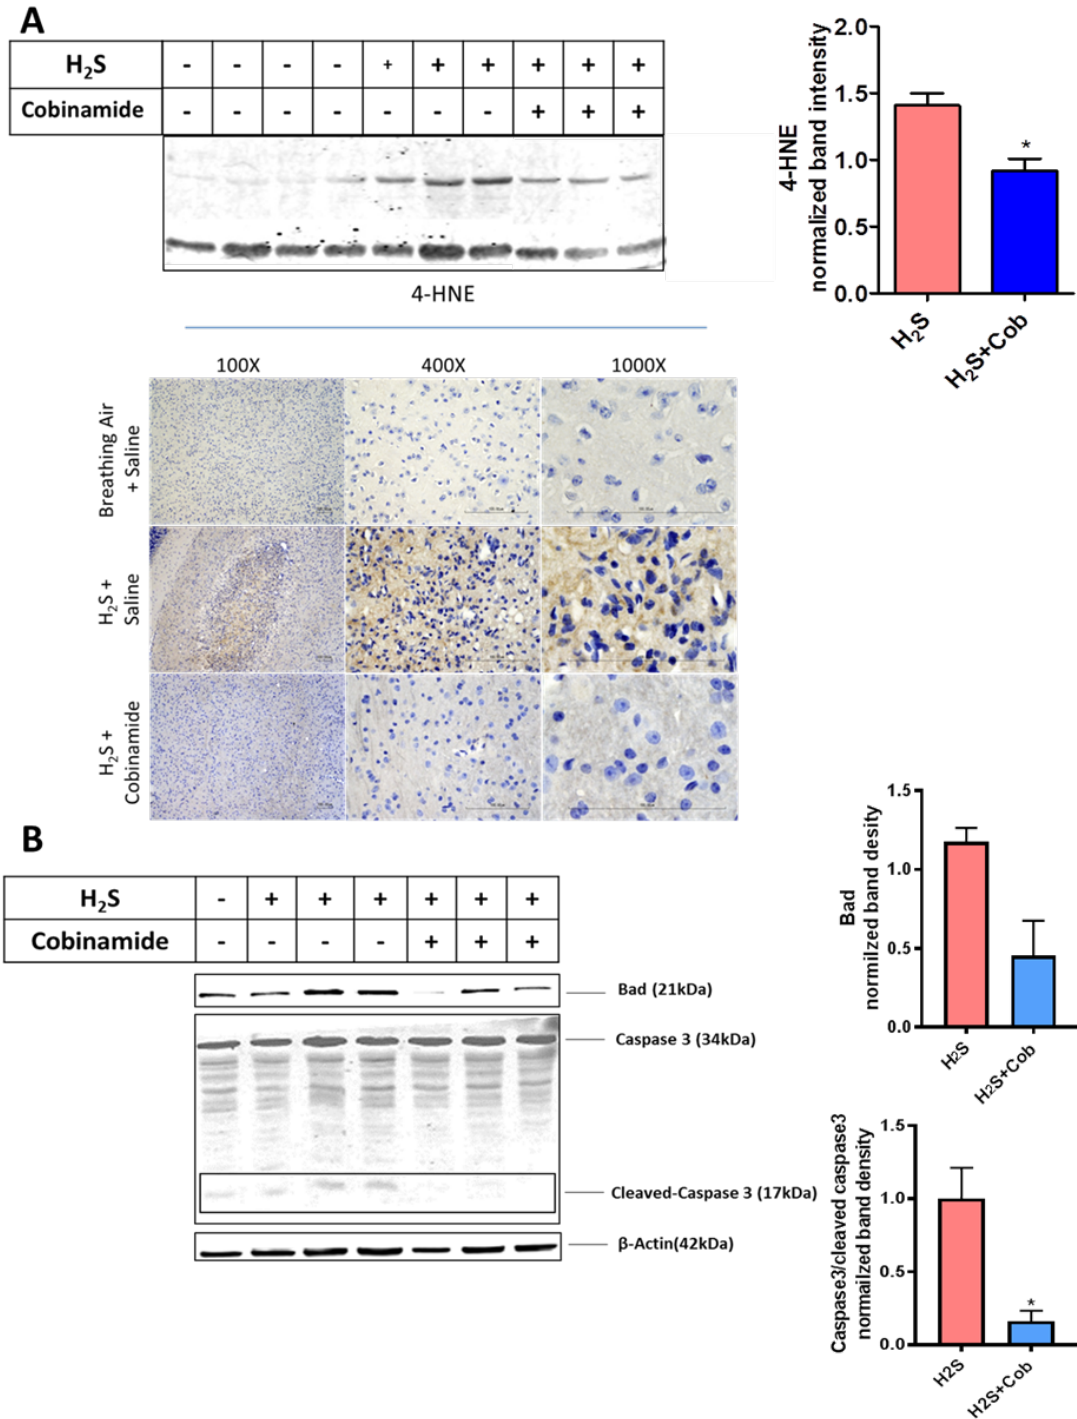 A
H₂S - - - - + + + + + +
Cobinamide - - - - - - - + + +
4-HNE
4-HNE
normalized band intensity
2.0
1.5
1.0
0.5
0.0
*
H₂S
H₂S+Cob
100X 400X 1000X
Breathing Air
+ Saline
H₂S +
Saline
H₂S +
Cobinamide
B
H₂S - + + + + + +
Cobinamide - - - - + + +
Bad (21kDa)
Caspase 3 (34kDa)
Cleaved-Caspase 3 (17kDa)
β-Actin(42kDa)
Bad
normilzed band desity
1.5
1.0
0.5
0.0
H₂S
H₂S+Cob
Caspase3/cleaved caspase3
normailzed band density
1.5
1.0
0.5
0.0
*
H2S
H2S+Cob